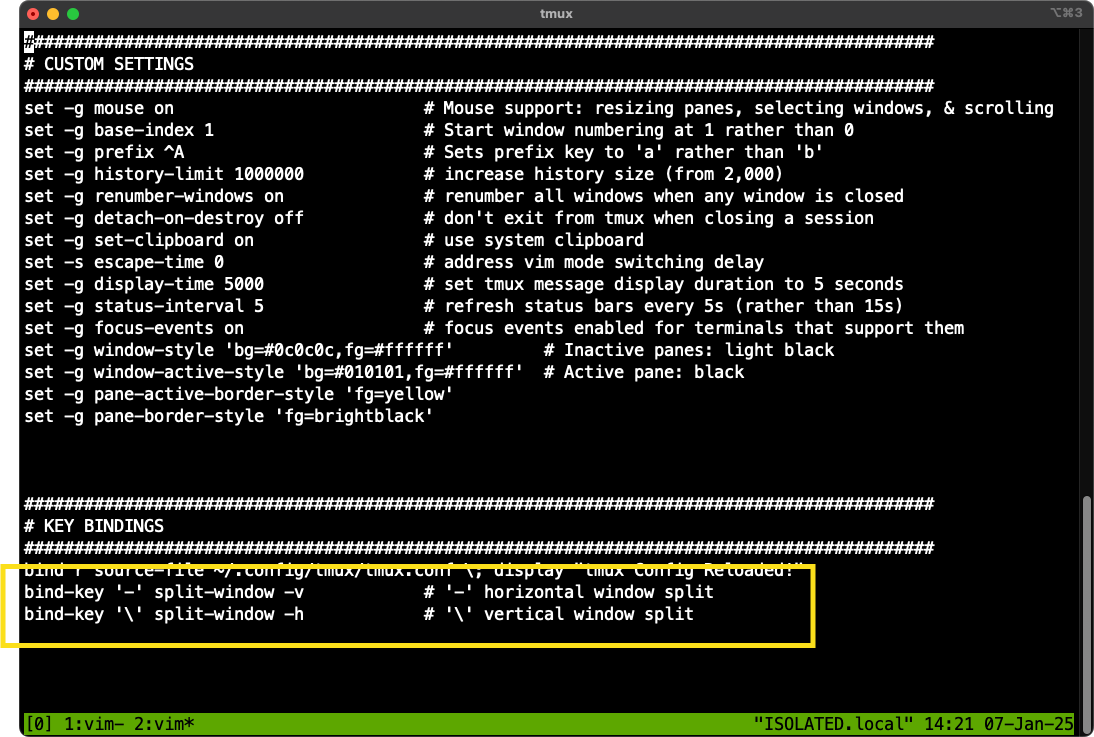 tmux
⌥⌘3
###########################################################################################
# CUSTOM SETTINGS
###########################################################################################
set -g mouse on # Mouse support: resizing panes, selecting windows, & scrolling
set -g base-index 1 # Start window numbering at 1 rather than 0
set -g prefix ^A # Sets prefix key to 'a' rather than 'b'
set -g history-limit 1000000 # increase history size (from 2,000)
set -g renumber-windows on # renumber all windows when any window is closed
set -g detach-on-destroy off # don't exit from tmux when closing a session
set -g set-clipboard on # use system clipboard
set -s escape-time 0 # address vim mode switching delay
set -g display-time 5000 # set tmux message display duration to 5 seconds
set -g status-interval 5 # refresh status bars every 5s (rather than 15s)
set -g focus-events on # focus events enabled for terminals that support them
set -g window-style 'bg=#0c0c0c,fg=#ffffff' # Inactive panes: light black
set -g window-active-style 'bg=#010101,fg=#ffffff' # Active pane: black
set -g pane-active-border-style 'fg=yellow'
set -g pane-border-style 'fg=brightblack'
###########################################################################################
# KEY BINDINGS
###########################################################################################
bind r source-file ~/.config/tmux/tmux.conf \; display "tmux Config Reloaded!"
bind-key '-' split-window -v # '-' horizontal window split
bind-key '\' split-window -h # '\' vertical window split
[0] 1:vim- 2:vim* "ISOLATED.local" 14:21 07-Jan-25